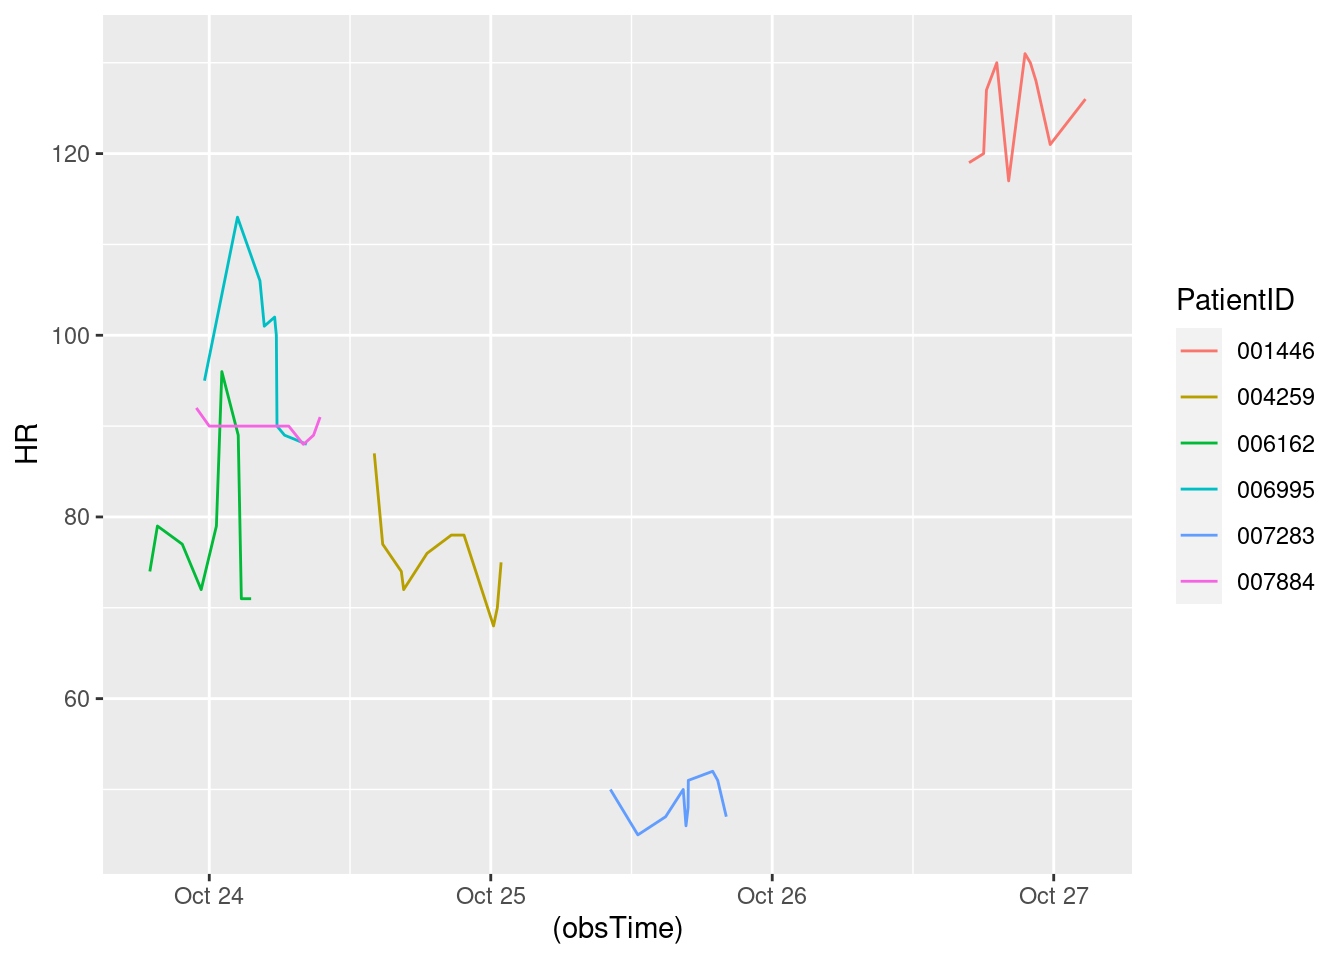 HR
120
100
80
60
Oct 24
Oct 25
Oct 26
Oct 27
(obsTime)
PatientID
001446
004259
006162
006995
007283
007884